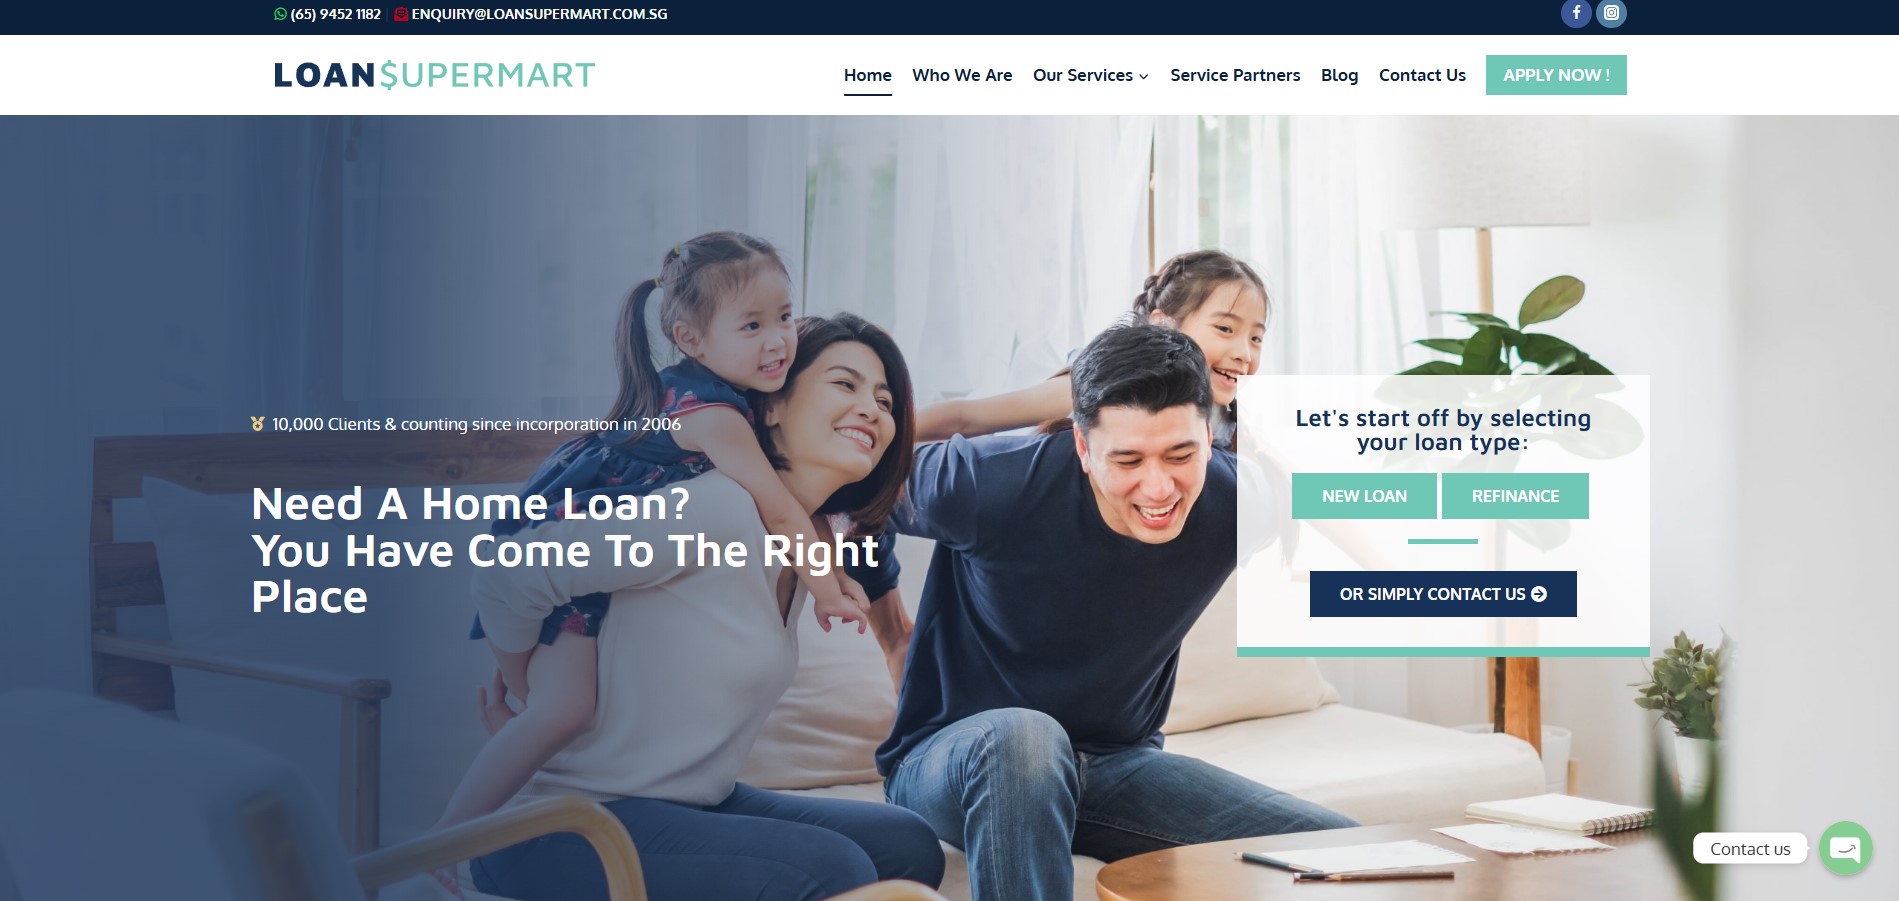 (65) 9452 1182 | ENQUIRY@LOANSUPERMART.COM.SG
LOAN$UPERMART
Home Who We Are Our Services Service Partners Blog Contact Us APPLY NOW !
10,000 Clients & counting since incorporation in 2006
Need A Home Loan?
You Have Come To The Right
Place
Let's start off by selecting
your loan type:
NEW LOAN REFINANCE
OR SIMPLY CONTACT US
Contact us